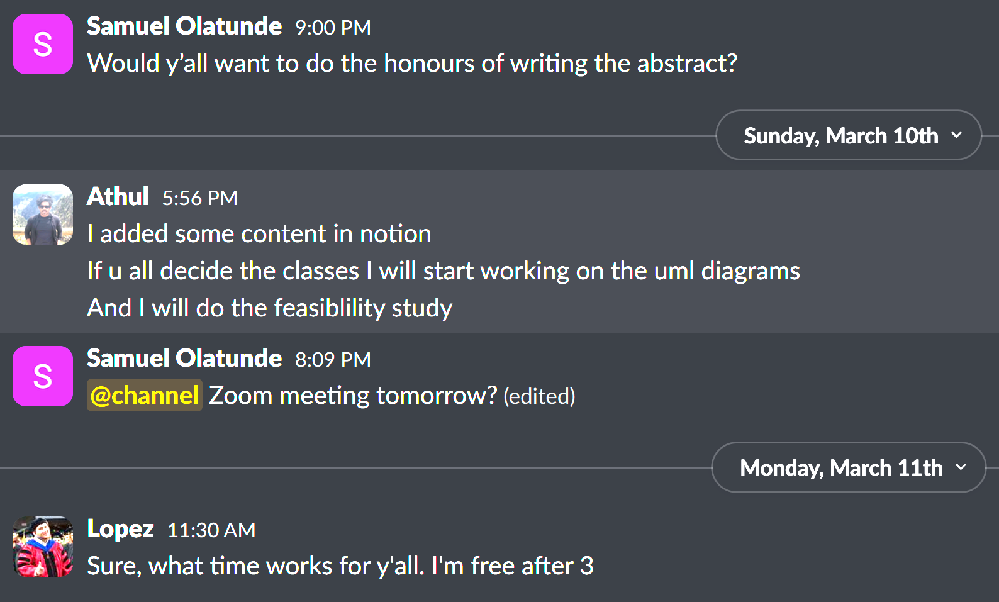 S
Samuel Olatunde 9:00 PM
Would y’all want to do the honours of writing the abstract?
Sunday, March 10th
Athul 5:56 PM
I added some content in notion
If u all decide the classes I will start working on the uml diagrams
And I will do the feasiblility study
S
Samuel Olatunde 8:09 PM
@channel Zoom meeting tomorrow? (edited)
Monday, March 11th
Lopez 11:30 AM
Sure, what time works for y'all. I'm free after 3